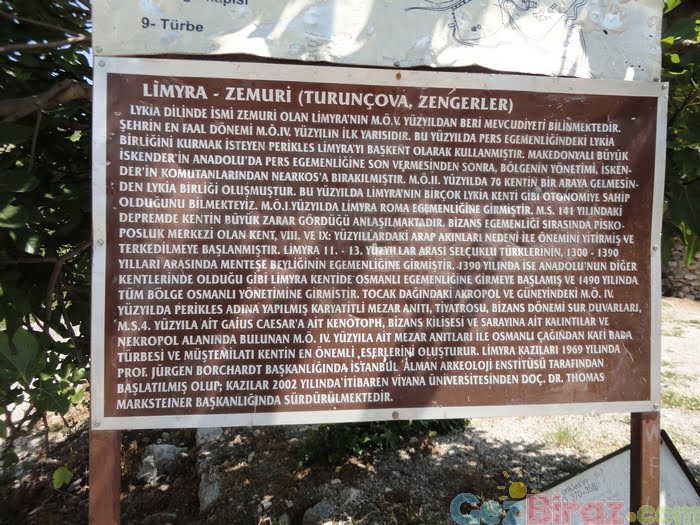 9- Türbe
LİMYRA - ZEMURİ (TURUNÇOVA, ZENGERLER)
LYKIA DİLİNDE İSMİ ZEMURİ OLAN LİMYRA'NIN M.Ö.V. YÜZYILDAN BERİ MEVCUDİYETİ BİLİNMEKTEDİR.
ŞEHRİN EN FAAL DÖNEMİ M.Ö.IV. YÜZYILIN İLK YARISIDIR. BU YÜZYILDA PERS EGEMENLİĞİNDEKİ LYKIA
BİRLİĞİNİ KURMAK İSTEYEN PERIKLES LİMYRA'YI BAŞKENT OLARAK KULLANMIŞTIR. MAKEDONYALI BÜYÜK
İSKENDER'İN ANADOLU'DA PERS EGEMENLİĞİNE SON VERMESİNDEN SONRA, BÖLGENİN YÖNETİMİ, İSKEN-
DER'İN KOMUTANLARINDAN NEARKOS'A BIRAKILMIŞTIR. M.Ö.II. YÜZYILDA 70 KENTİN BİR ARAYA GELMESİN-
DEN LYKIA BİRLİĞİ OLUŞMUŞTUR. BU YÜZYILDA LIMYRA'NIN BİRÇOK LYKIA KENTİ GİBİ OTONOMİYE SAHİP
OLDUĞUNU BİLMEKTEYİZ. M.Ö.I.YÜZYILDA LİMYRA ROMA EGEMENLİĞİNE GİRMİŞTİR. M.S. 141 YILINDAKİ
DEPREMDE KENTİN BÜYÜK ZARAR GÖRDÜĞÜ ANLAŞILMAKTADIR. BİZANS EGEMENLİĞİ SIRASINDA PİSKO-
POSLUK MERKEZİ OLAN KENT, VIII. VE IX: YÜZYILLARDAKİ ARAP AKINLARI NEDENİ İLE ÖNEMİNİ YİTİRMİŞ VE
TERKEDİLMEYE BAŞLANMIŞTIR. LİMYRA 11. - 13. YÜZYILLAR ARASI SELÇUKLU TÜRKLERİNİN, 1300 - 1390
YILLARI ARASINDA MENTEŞE BEYLİĞİNİN EGEMENLİĞİNE GİRMİŞTİR. 1390 YILINDA İSE ANADOLU'NUN DİĞER
KENTLERİNDE OLDUĞU GİBİ LİMYRA KENTİDE OSMANLI EGEMENLİĞİNE GİRMEYE BAŞLAMIŞ VE 1490 YILINDA
TÜM BÖLGE OSMANLI YÖNETİMİNE GİRMİŞTİR. TOCAK DAĞINDAKİ AKROPOL VE GÜNEYİNDEKİ M.Ö. IV.
YÜZYILDA PERIKLES ADINA YAPILMIŞ KARYATİTLİ MEZAR ANITI, TİYATROSU, BİZANS DÖNEMİ SUR DUVARLARI,
M.S.4. YÜZYILA AİT GAIUS CAESAR'A AİT KENOTOPH, BİZANS KİLİSESİ VE SARAYINA AİT KALINTILAR VE
NEKROPOL ALANINDA BULUNAN M.Ö. IV. YÜZYILA AİT MEZAR ANITLARI İLE OSMANLI ÇAĞINDAN KAFİ BABA
TÜRBESİ VE MÜŞTEMİLATI KENTİN EN ÖNEMLİ ESERLERİNİ OLUŞTURUR. LİMYRA KAZILARI 1969 YILINDA
PROF. JÜRGEN BORCHARDT BAŞKANLIĞINDA İSTANBUL ALMAN ARKEOLOJİ ENSTİTÜSÜ TARAFINDAN
BAŞLATILMIŞ OLUP; KAZILAR 2002 YILINDA'İTİBAREN VİYANA ÜNİVERSİTESİNDEN DOÇ. DR. THOMAS
MARKSTEINER BAŞKANLIĞINDA SÜRDÜRÜLMEKTEDİR.
GezBiraz.com